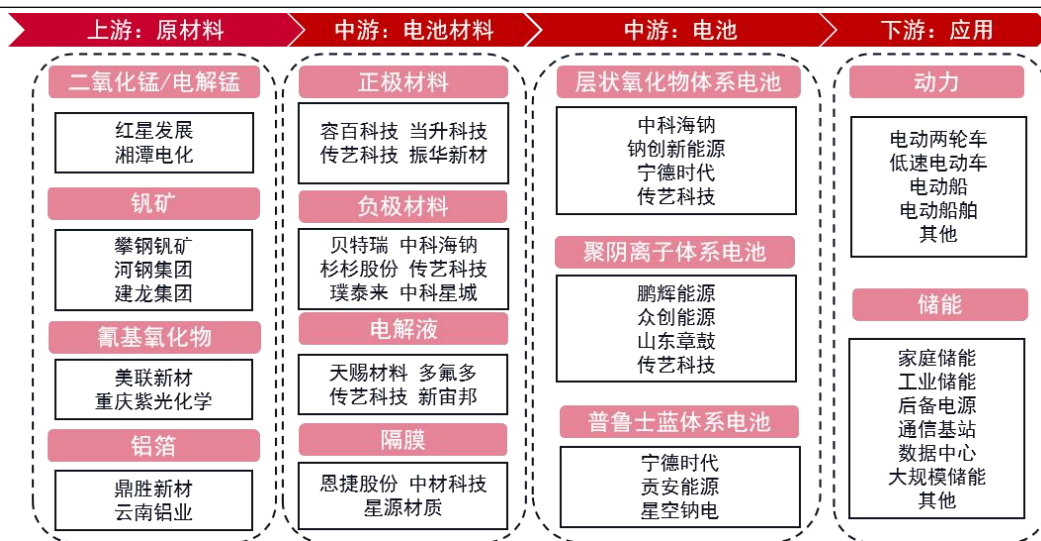 上游：原材料
中游：电池材料
中游：电池
下游：应用
二氧化锰/电解锰
红星发展
湘潭电化
钒矿
攀钢钒矿
河钢集团
建龙集团
氰基氧化物
美联新材
重庆紫光化学
铝箔
鼎胜新材
云南铝业
正极材料
容百科技 当升科技
传艺科技 振华新材
负极材料
贝特瑞 中科海钠
杉杉股份 传艺科技
璞泰来 中科星城
电解液
天赐材料 多氟多
传艺科技 新宙邦
隔膜
恩捷股份 中材科技
星源材质
层状氧化物体系电池
中科海钠
钠创新能源
宁德时代
传艺科技
聚阴离子体系电池
鹏辉能源
众创能源
山东章鼓
传艺科技
普鲁士蓝体系电池
宁德时代
贲安能源
星空钠电
动力
电动两轮车
低速电动车
电动船
电动船舶
其他
储能
家庭储能
工业储能
后备电源
通信基站
数据中心
大规模储能
其他